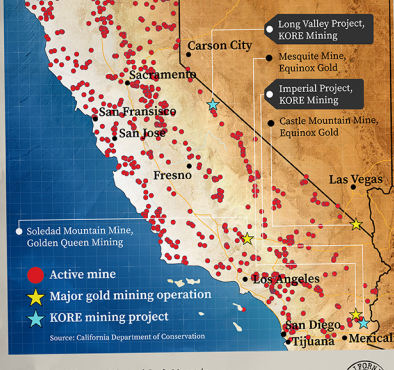 Long Valley Project,
KORE Mining
Carson City
Mesquite Mine,
Equinox Gold
Sacramento
Imperial Project,
KORE Mining
San Fransisco
Castle Mountain Mine,
Equinox Gold
San Jose
Fresno
Las Vegas
Soledad Mountain Mine,
Golden Queen Mining
Active mine
Los Angeles
Major gold mining operation
KORE mining project
San Diego
Source: California Department of Conservation
Tijuana
Mexicali